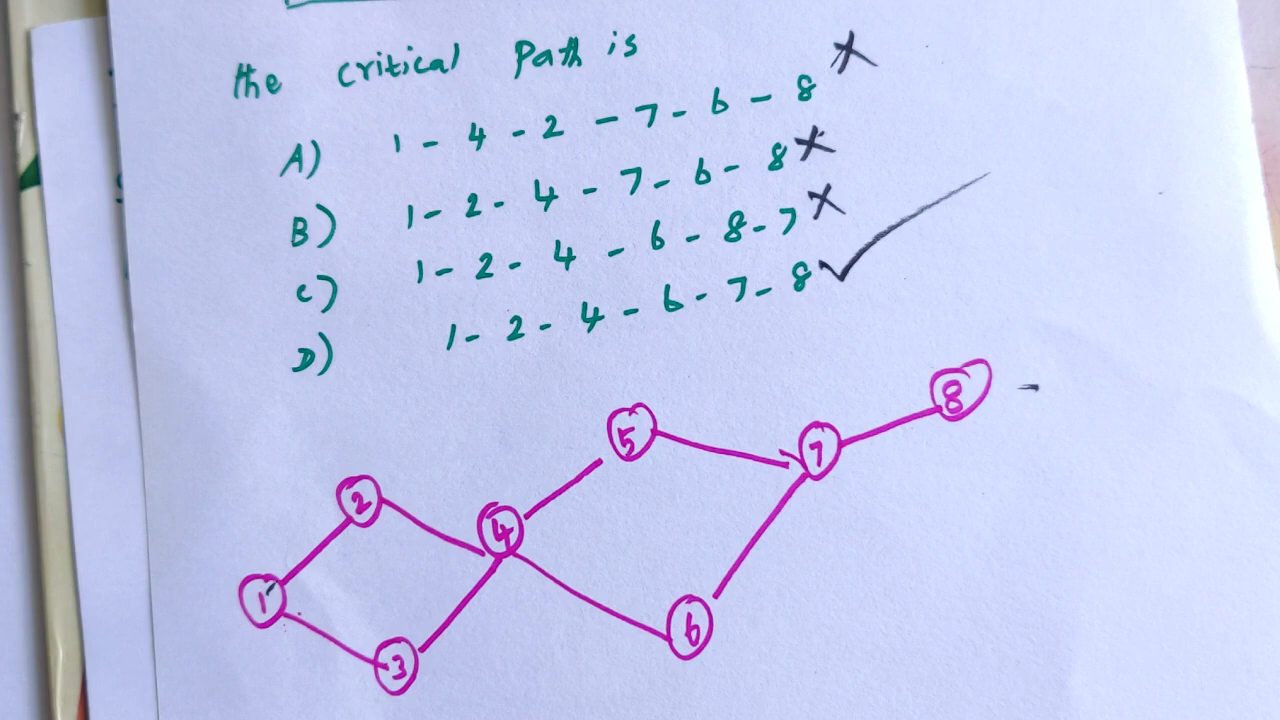 the critical Path is
A) 1 - 4 - 2 - 7 - 6 - 8 ×
B) 1 - 2 - 4 - 7 - 6 - 8 ×
C) 1 - 2 - 4 - 6 - 8 - 7 ×
D) 1 - 2 - 4 - 6 - 7 - 8 ✓
8
5
7
2
4
1
6
3